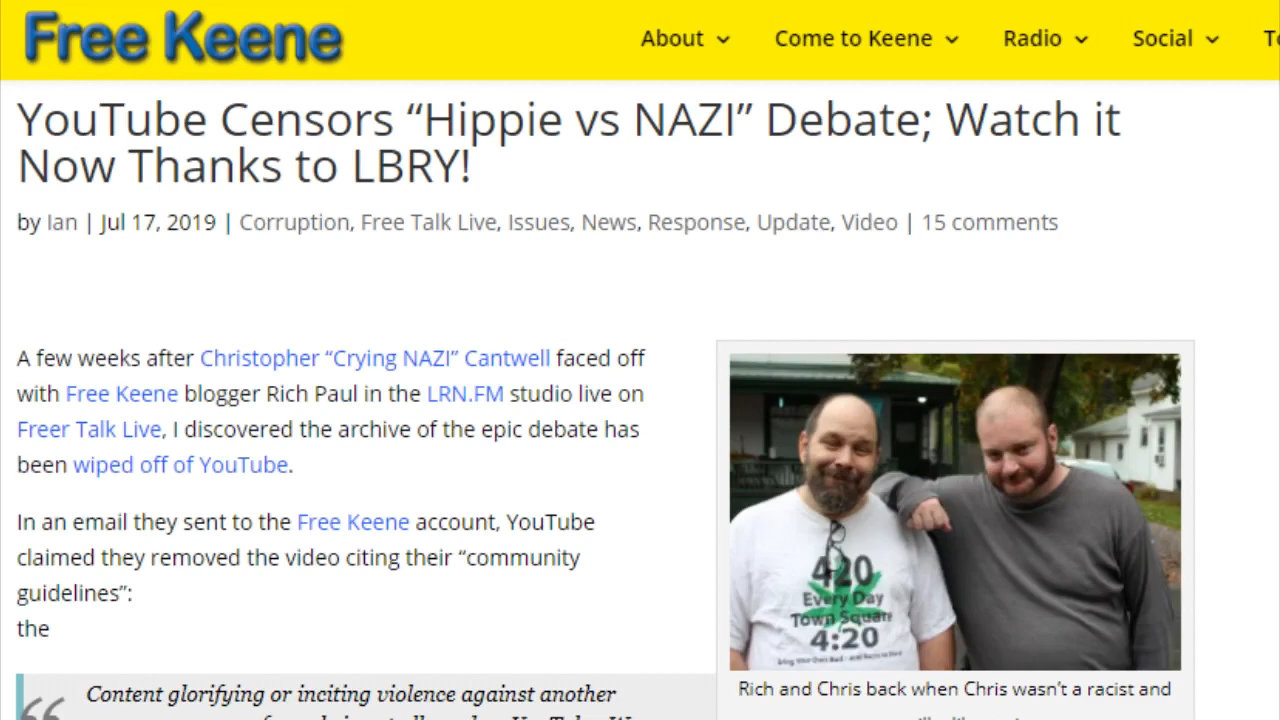 Free Keene
About
Come to Keene
Radio
Social
YouTube Censors “Hippie vs NAZI” Debate; Watch it
Now Thanks to LBRY!
by Ian | Jul 17, 2019 | Corruption, Free Talk Live, Issues, News, Response, Update, Video | 15 comments
A few weeks after Christopher “Crying NAZI” Cantwell faced off
with Free Keene blogger Rich Paul in the LRN.FM studio live on
Freer Talk Live, I discovered the archive of the epic debate has
been wiped off of YouTube.
In an email they sent to the Free Keene account, YouTube
claimed they removed the video citing their “community
guidelines”:
the
Content glorifying or inciting violence against another
420
Every Day
Town Square
4:20
Rich and Chris back when Chris wasn’t a racist and